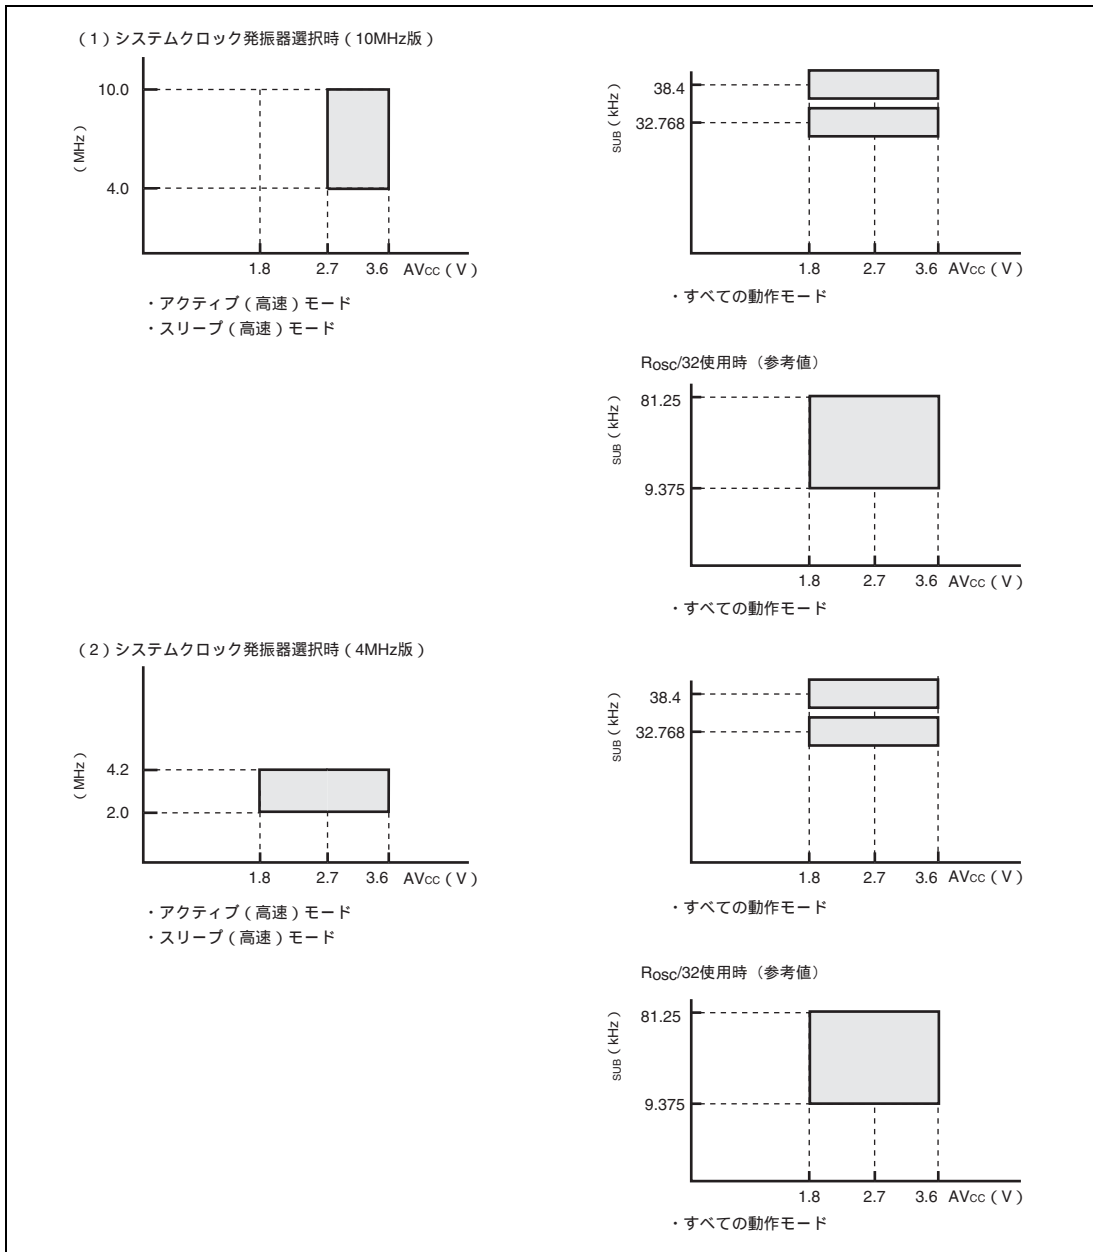 (1)システムクロック発振器選択時(10MHz版)
10.0
4.0
(MHz)
1.8 2.7 3.6 AVcc(V)
・アクティブ(高速)モード
・スリープ(高速)モード
38.4
32.768
SUB(kHz)
1.8 2.7 3.6 AVcc(V)
・すべての動作モード
Rosc/32使用時(参考値)
81.25
9.375
SUB(kHz)
1.8 2.7 3.6 AVcc(V)
・すべての動作モード
(2)システムクロック発振器選択時(4MHz版)
4.2
2.0
(MHz)
1.8 2.7 3.6 AVcc(V)
・アクティブ(高速)モード
・スリープ(高速)モード
38.4
32.768
SUB(kHz)
1.8 2.7 3.6 AVcc(V)
・すべての動作モード
Rosc/32使用時(参考値)
81.25
9.375
SUB(kHz)
1.8 2.7 3.6 AVcc(V)
・すべての動作モード